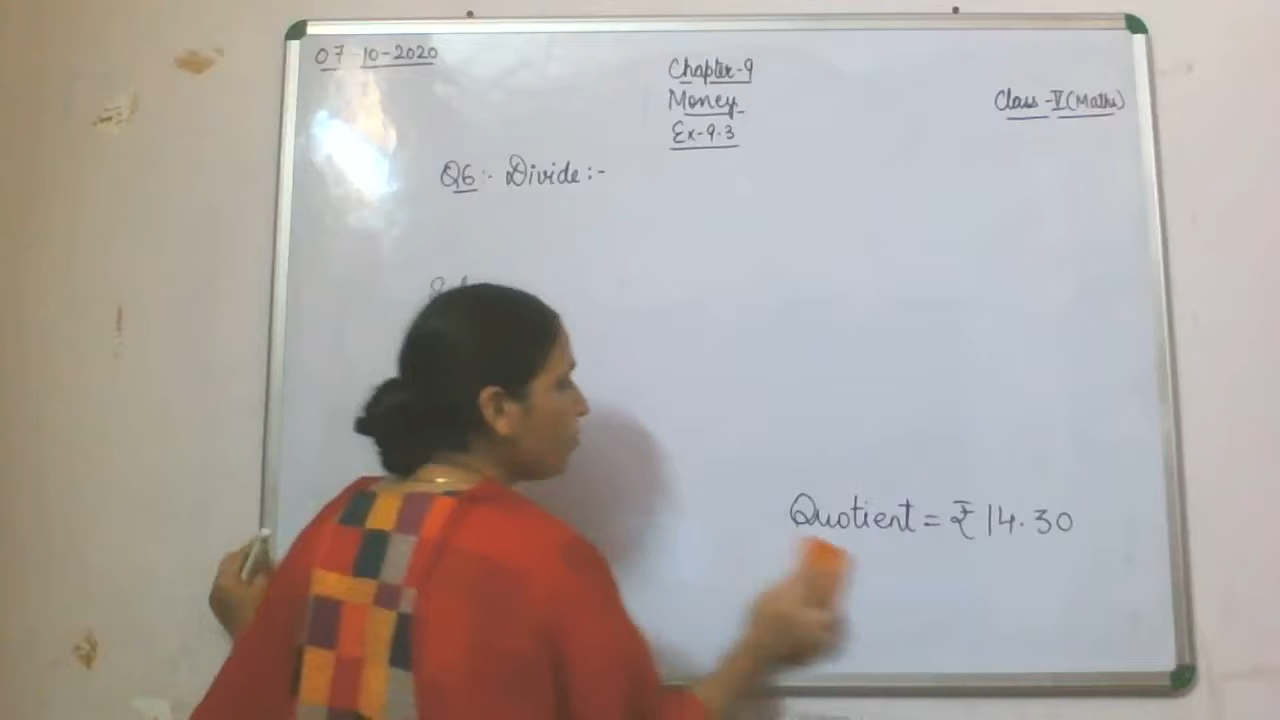 07-10-2020
Chapter-9
Money
Class -V (Maths)
Ex-9.3
Q6:- Divide:-
Quotient = ₹ 14.30